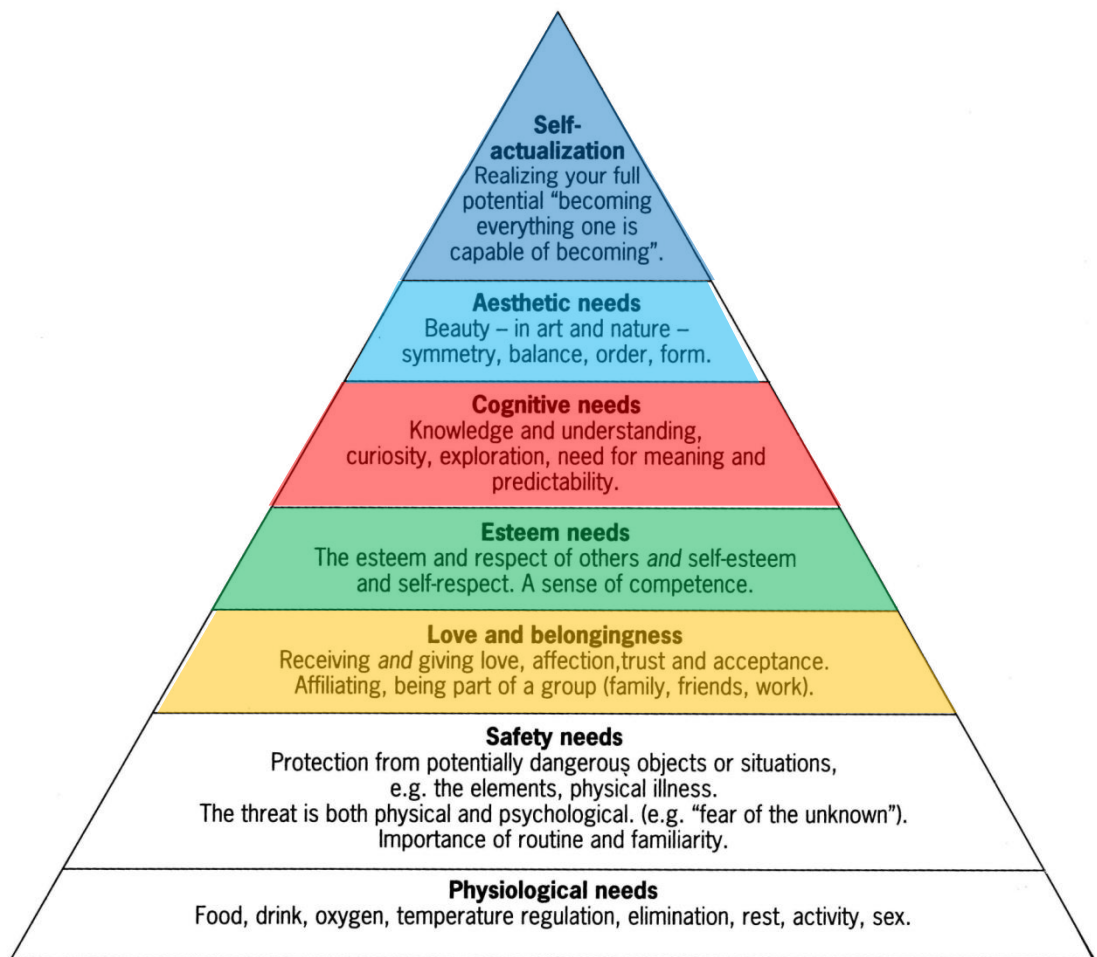 Self-
actualization
Realizing your full
potential “becoming
everything one is
capable of becoming”.
Aesthetic needs
Beauty – in art and nature –
symmetry, balance, order, form.
Cognitive needs
Knowledge and understanding,
curiosity, exploration, need for meaning and
predictability.
Esteem needs
The esteem and respect of others and self-esteem
and self-respect. A sense of competence.
Love and belongingness
Receiving and giving love, affection,trust and acceptance.
Affiliating, being part of a group (family, friends, work).
Safety needs
Protection from potentially dangerous objects or situations,
e.g. the elements, physical illness.
The threat is both physical and psychological. (e.g. “fear of the unknown”).
Importance of routine and familiarity.
Physiological needs
Food, drink, oxygen, temperature regulation, elimination, rest, activity, sex.